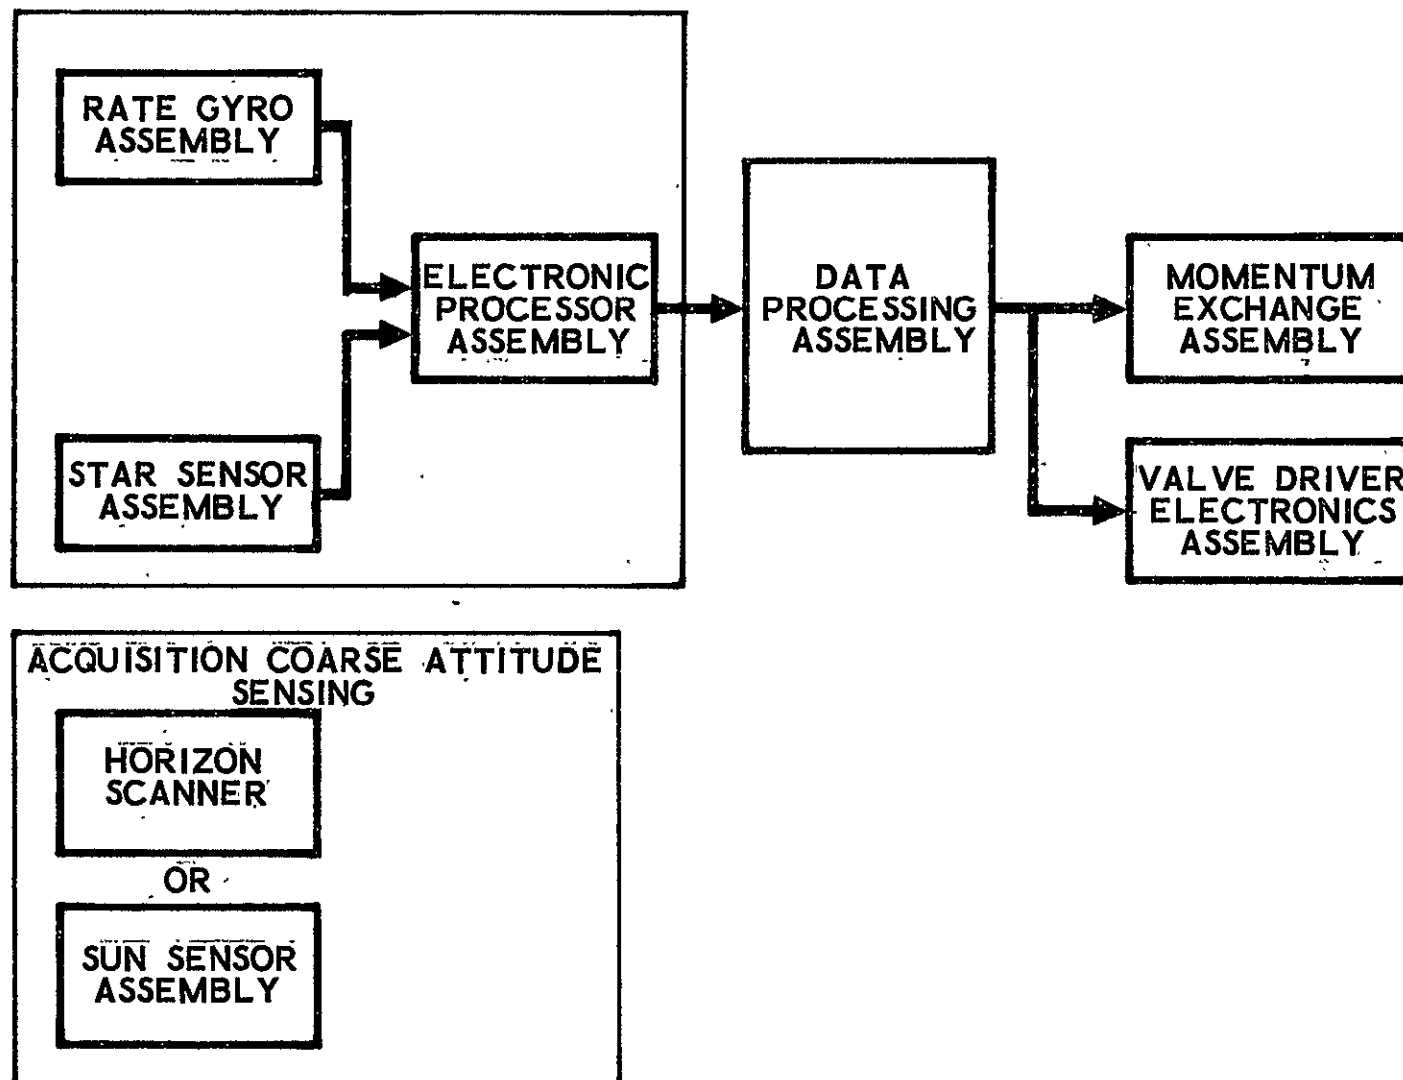 RATE GYRO
ASSEMBLY
ELECTRONIC
PROCESSOR
ASSEMBLY
STAR SENSOR
ASSEMBLY
DATA
PROCESSING
ASSEMBLY
MOMENTUM
EXCHANGE
ASSEMBLY
VALVE DRIVER
ELECTRONICS
ASSEMBLY
ACQUISITION COARSE ATTITUDE
SENSING
HORIZON
SCANNER
OR
SUN SENSOR
ASSEMBLY